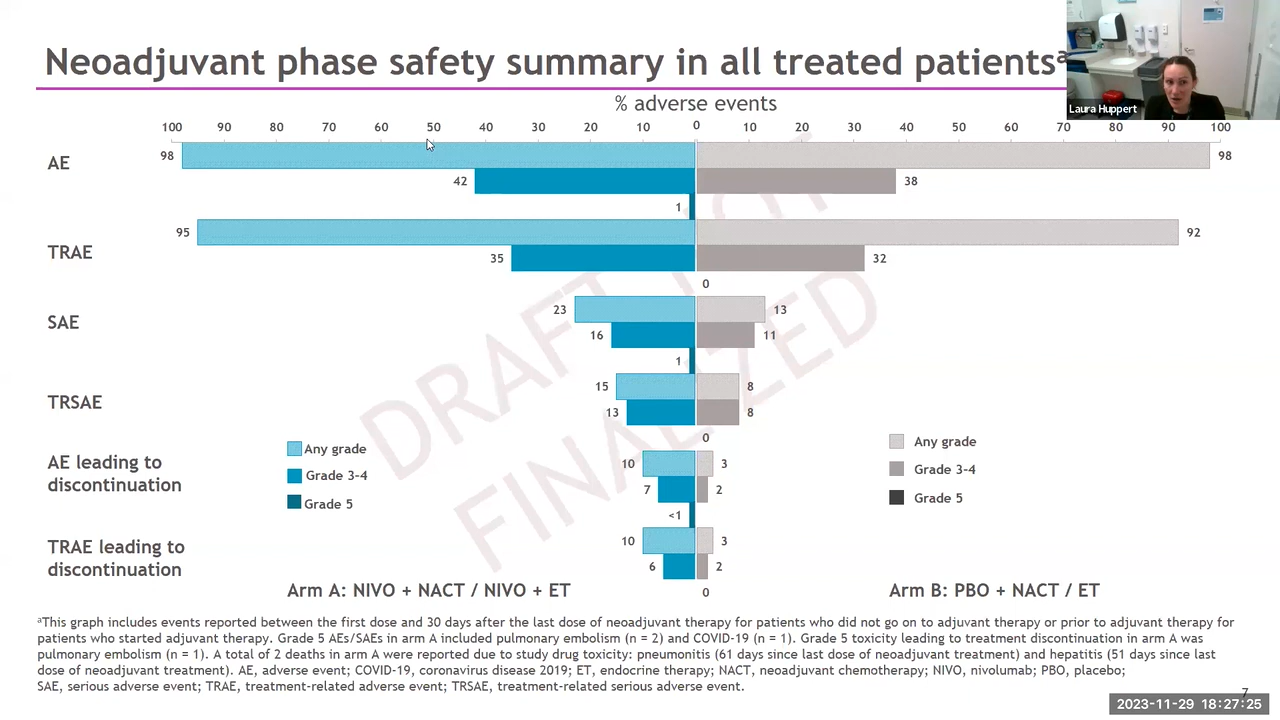 Neoadjuvant phase safety summary in all treated patientsᵃ
Laura Huppert
% adverse events
100 90 80 70 60 50 40 30 20 10 0 10 20 30 40 50 60 70 80 90 100
AE
98 98
42 38
1
TRAE
95 92
35 32
0
SAE
23 13
16 11
1
TRSAE
15 8
13 8
0
AE leading to
discontinuation
10 3
7 2
<1
TRAE leading to
discontinuation
10 3
6 2
0
Any grade
Grade 3-4
Grade 5
Any grade
Grade 3-4
Grade 5
DRAFT NOT
FINALIZED
Arm A: NIVO + NACT / NIVO + ET
Arm B: PBO + NACT / ET
ᵃThis graph includes events reported between the first dose and 30 days after the last dose of neoadjuvant therapy for patients who did not go on to adjuvant therapy or prior to adjuvant therapy for
patients who started adjuvant therapy. Grade 5 AEs/SAEs in arm A included pulmonary embolism (n = 2) and COVID-19 (n = 1). Grade 5 toxicity leading to treatment discontinuation in arm A was
pulmonary embolism (n = 1). A total of 2 deaths in arm A were reported due to study drug toxicity: pneumonitis (61 days since last dose of neoadjuvant treatment) and hepatitis (51 days since last
dose of neoadjuvant treatment). AE, adverse event; COVID-19, coronavirus disease 2019; ET, endocrine therapy; NACT, neoadjuvant chemotherapy; NIVO, nivolumab; PBO, placebo;
SAE, serious adverse event; TRAE, treatment-related adverse event; TRSAE, treatment-related serious adverse event.
7
2023-11-29 18:27:25